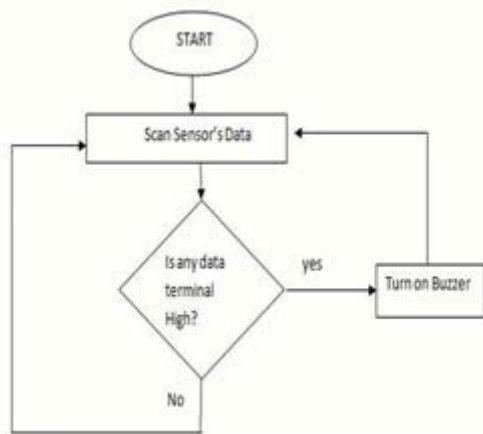 START
Scan Sensor's Data
Is any data
terminal
High?
yes
Turn on Buzzer
No